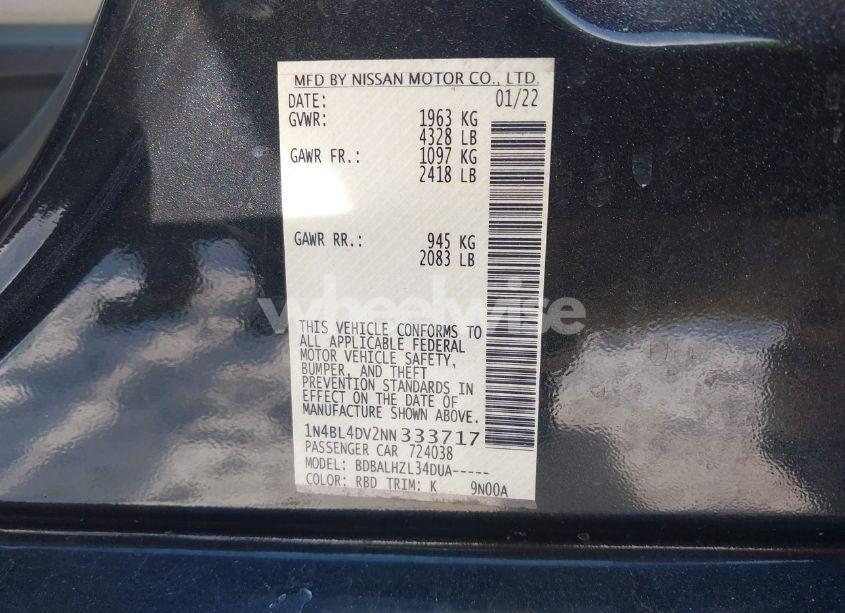 MFD BY NISSAN MOTOR CO., LTD.
DATE: 01/22
GVWR: 1963 KG
4328 LB
GAWR FR.: 1097 KG
2418 LB
GAWR RR.: 945 KG
2083 LB
wheelwise
THIS VEHICLE CONFORMS TO
ALL APPLICABLE FEDERAL
MOTOR VEHICLE SAFETY,
BUMPER, AND THEFT
PREVENTION STANDARDS IN
EFFECT ON THE DATE OF
MANUFACTURE SHOWN ABOVE.
1N4BL4DV2NN333717
PASSENGER CAR 724038
MODEL: BDBALHZL34DUA-----
COLOR: RBD TRIM: K 9N00A